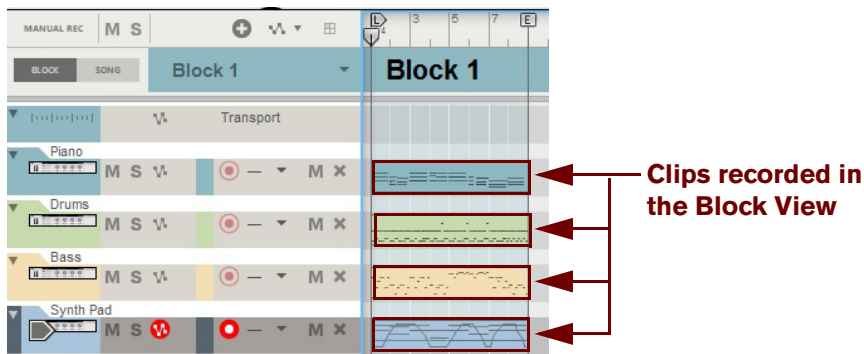 MANUAL REC M S L 3 5 7 E
4
BLOCK SONG Block 1 Block 1
Transport
Piano
M S M
Clips recorded in
the Block View
Drums
M S M
Bass
M S M
Synth Pad
M S M